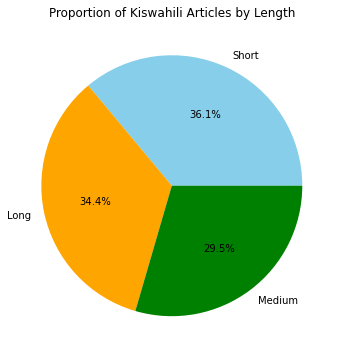 Proportion of Kiswahili Articles by Length
Short
36.1%
34.4%
Long
29.5%
Medium